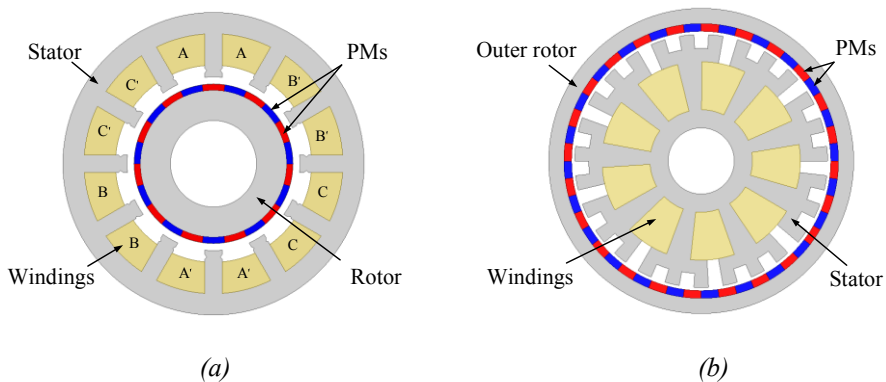 Stator
PMs
A
A
C'
B'
C'
B'
B
C
B
C
A'
A'
Windings
Rotor
(a)
Outer rotor
PMs
Windings
Stator
(b)